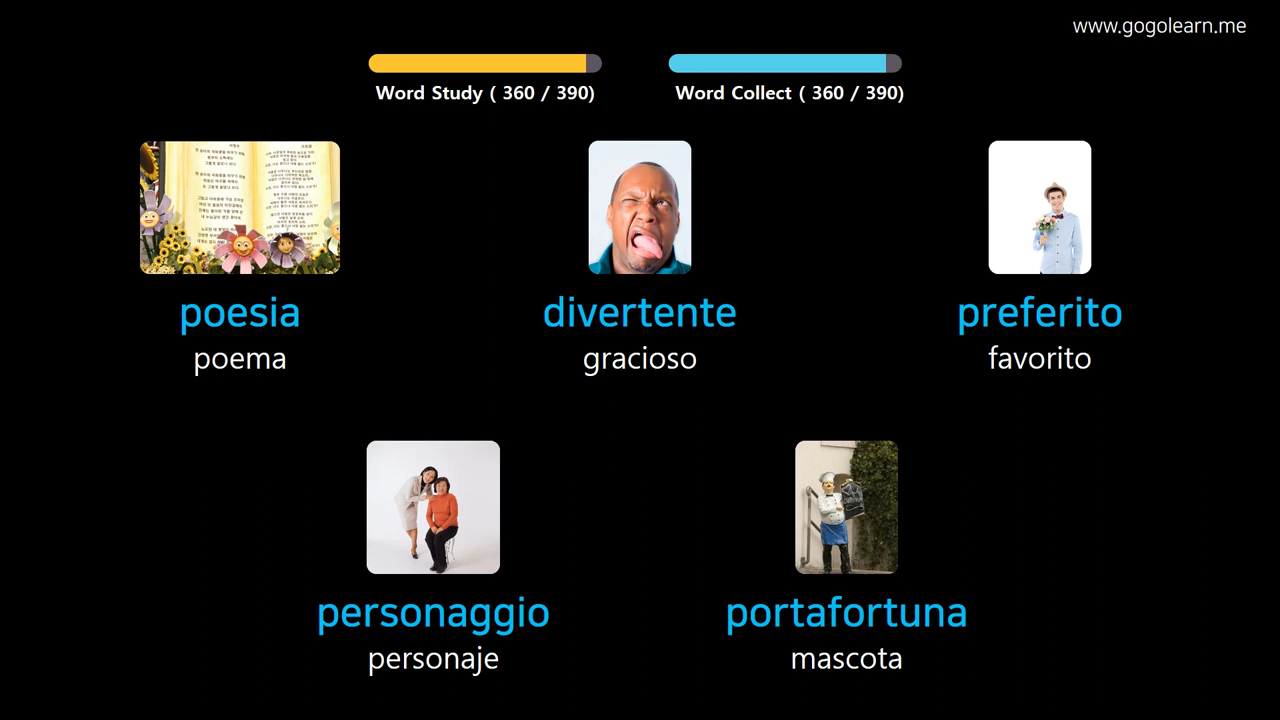 www.gogolearn.me
Word Study ( 360 / 390)
Word Collect ( 360 / 390)
poesia
poema
divertente
gracioso
preferito
favorito
personaggio
personaje
portafortuna
mascota